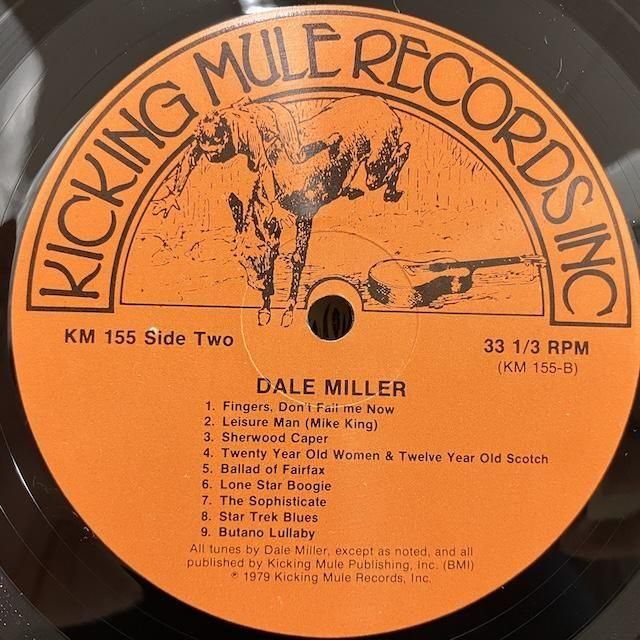 KICKING MULE RECORDS INC
KM 155 Side Two
33 1/3 RPM
(KM 155-B)
DALE MILLER
1. Fingers, Don't Fail me Now
2. Leisure Man (Mike King)
3. Sherwood Caper
4. Twenty Year Old Women & Twelve Year Old Scotch
5. Ballad of Fairfax
6. Lone Star Boogie
7. The Sophisticate
8. Star Trek Blues
9. Butano Lullaby
All tunes by Dale Miller, except as noted, and all
published by Kicking Mule Publishing, Inc. (BMI)
℗ 1979 Kicking Mule Records, Inc.